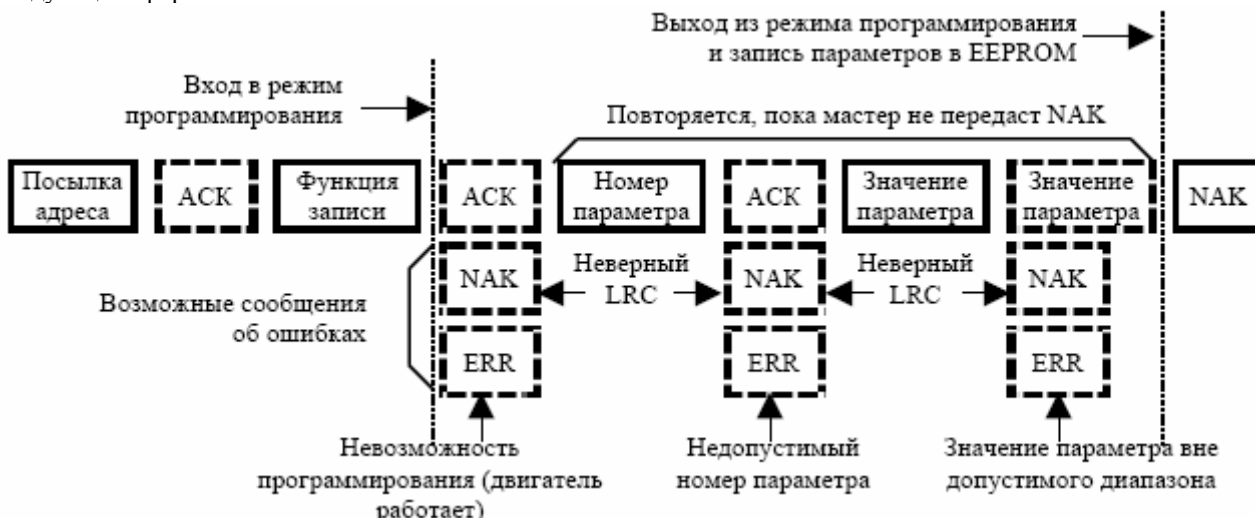 Выход из режима программирования
и запись параметров в EEPROM
Вход в режим
программирования
Повторяется, пока мастер не передаст NAK
Посылка
адреса
ACK
Функция
записи
ACK
Номер
параметра
ACK
Значение
параметра
Значение
параметра
NAK
Возможные сообщения
об ошибках
NAK
Неверный
LRC
NAK
Неверный
LRC
NAK
ERR
ERR
ERR
Невозможность
программирования (двигатель
работает)
Недопустимый
номер параметра
Значение параметра вне
допустимого диапазона